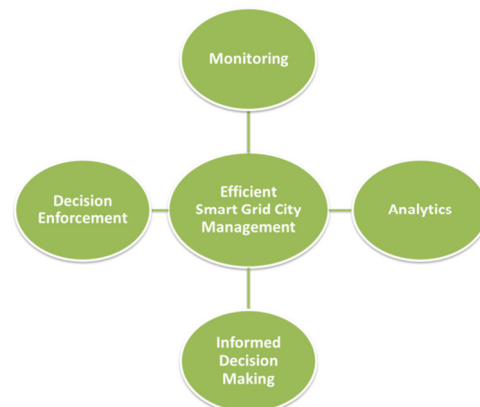 Monitoring
Decision
Enforcement
Efficient
Smart Grid City
Management
Analytics
Informed
Decision
Making